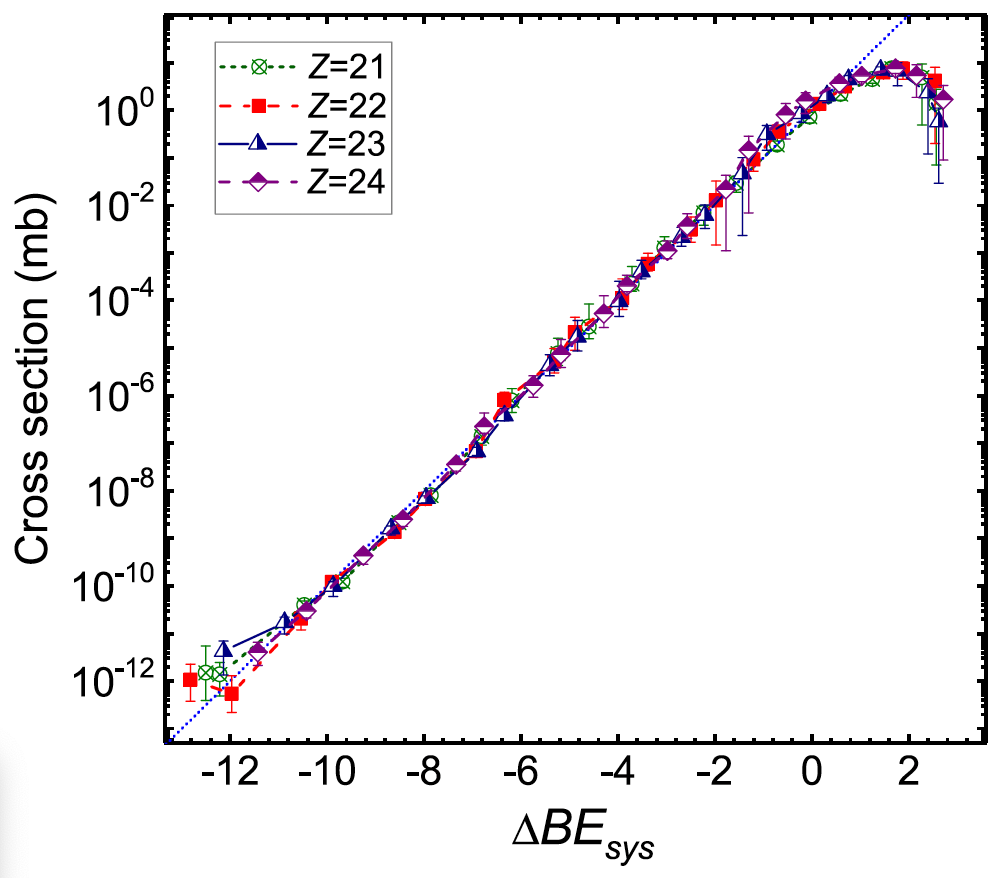 Z=21
Z=22
Z=23
Z=24
Cross section (mb)
10^0
10^-2
10^-4
10^-6
10^-8
10^-10
10^-12
-12 -10 -8 -6 -4 -2 0 2
ΔBE_sys